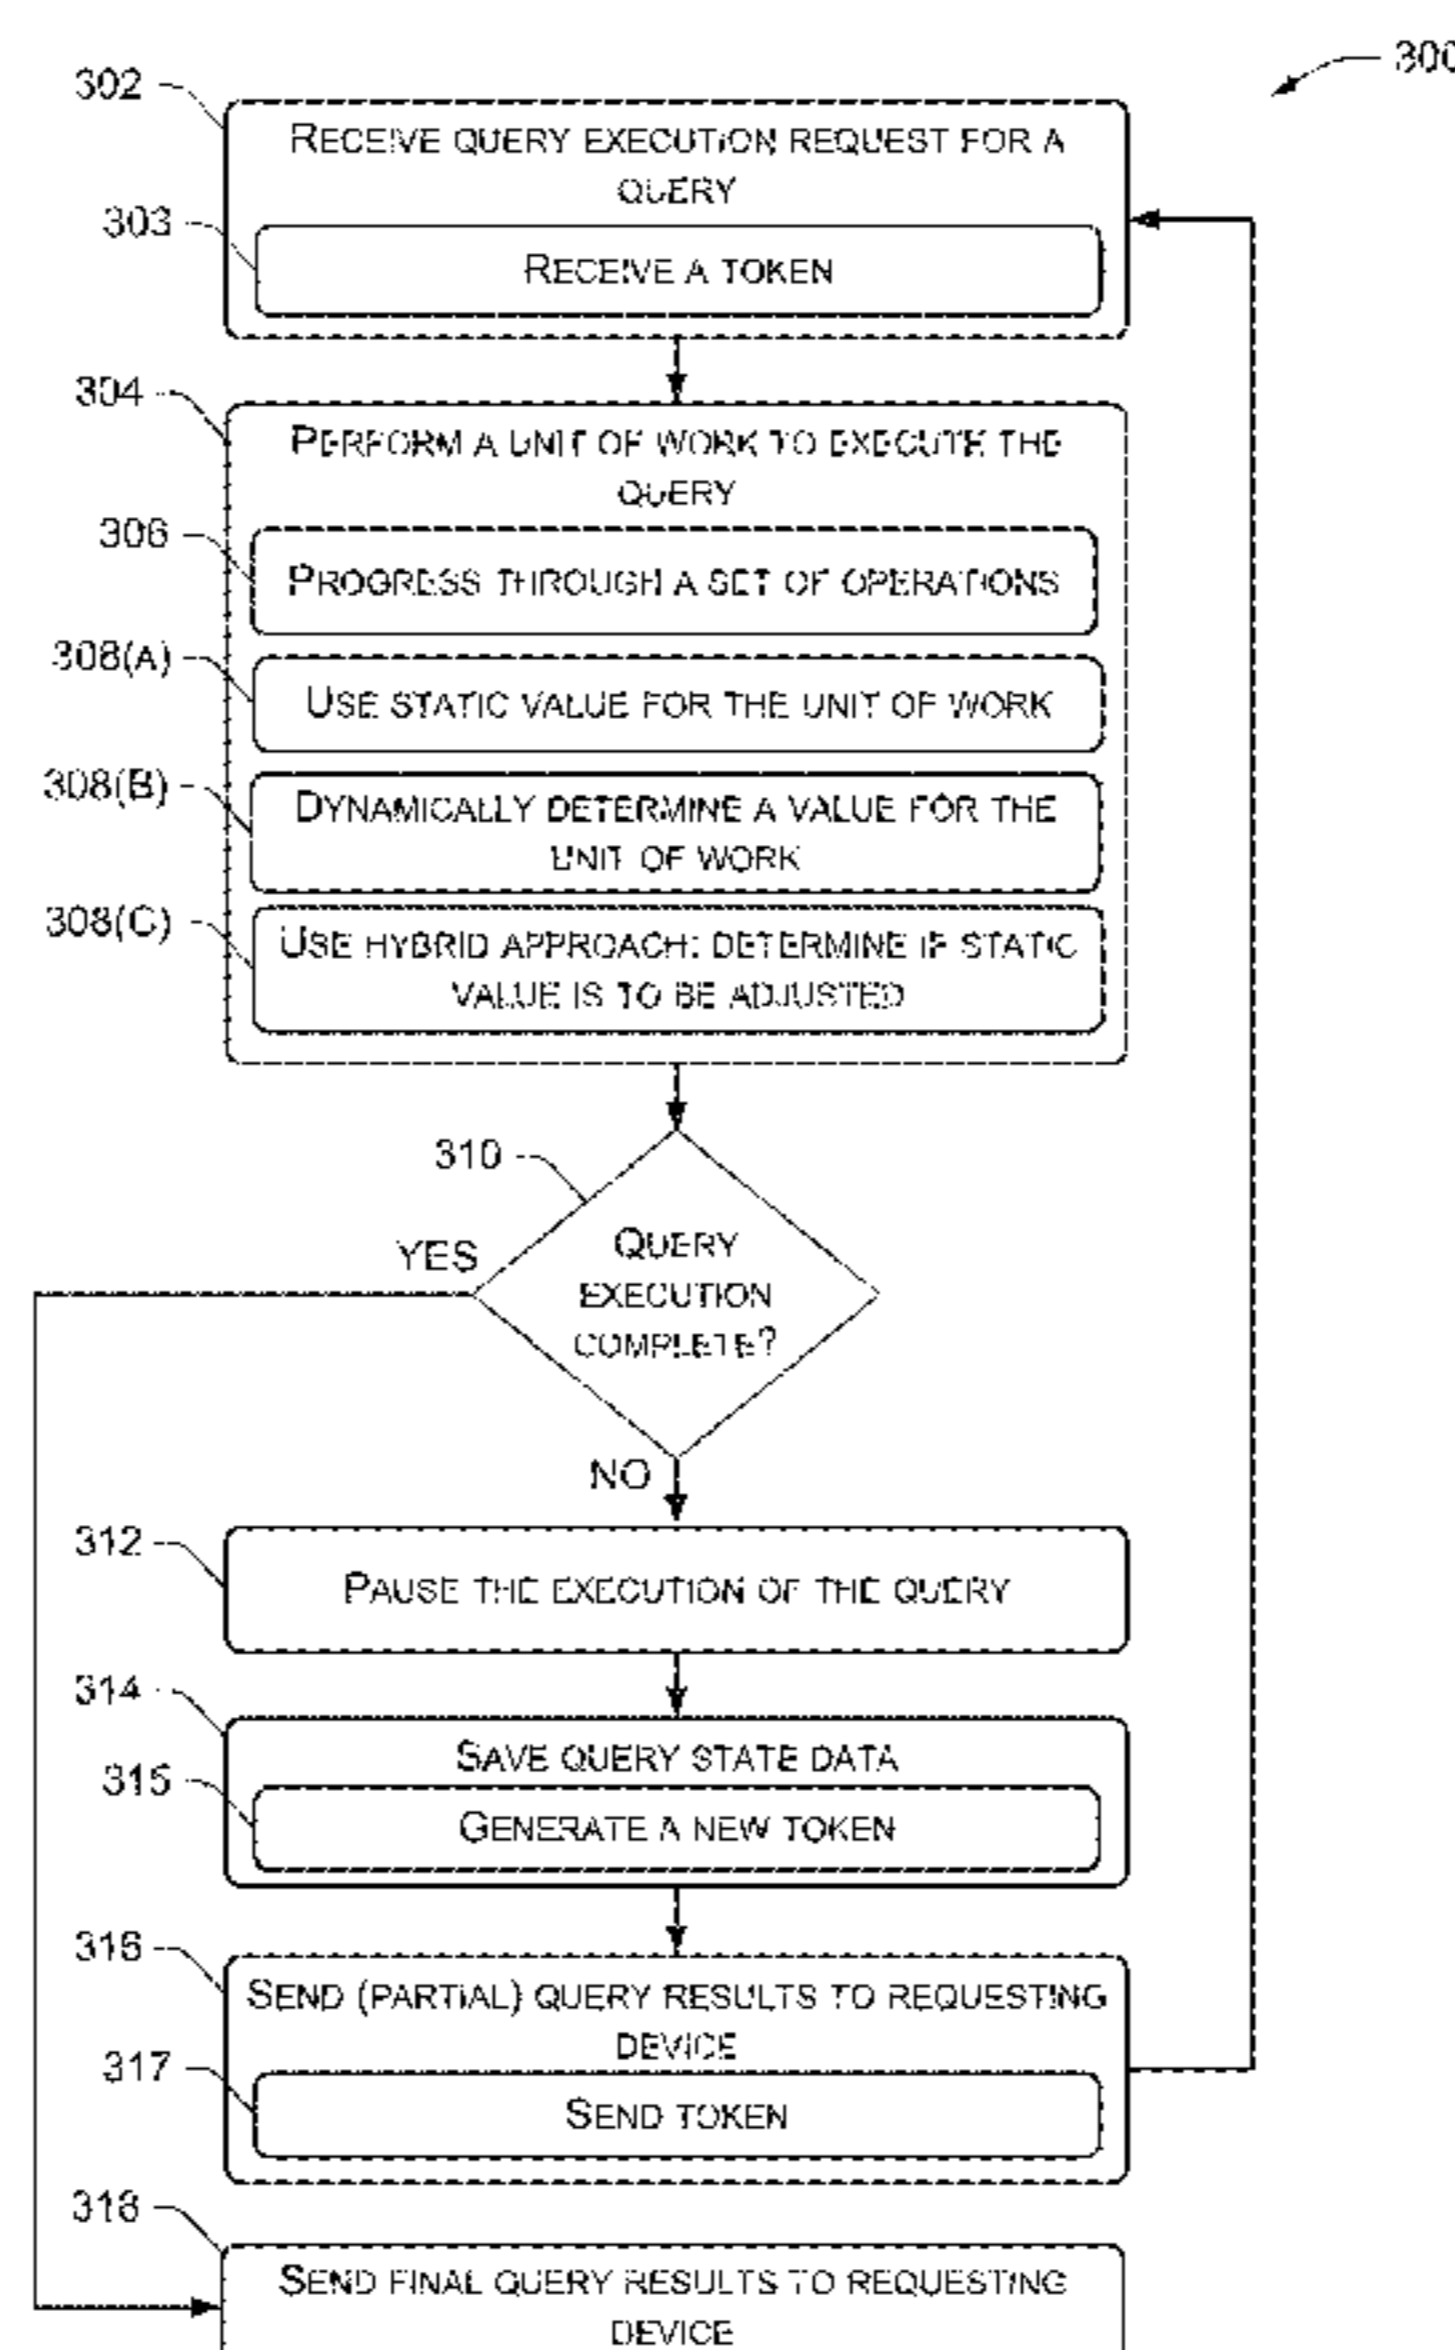 300
302
RECEIVE QUERY EXECUTION REQUEST FOR A
QUERY
303
RECEIVE A TOKEN
304
PERFORM A UNIT OF WORK TO EXECUTE THE
QUERY
306
PROGRESS THROUGH A SET OF OPERATIONS
308(A)
USE STATIC VALUE FOR THE UNIT OF WORK
308(B)
DYNAMICALLY DETERMINE A VALUE FOR THE
UNIT OF WORK
308(C)
USE HYBRID APPROACH: DETERMINE IF STATIC
VALUE IS TO BE ADJUSTED
310
YES
QUERY
EXECUTION
COMPLETE?
NO
312
PAUSE THE EXECUTION OF THE QUERY
314
SAVE QUERY STATE DATA
315
GENERATE A NEW TOKEN
316
SEND (PARTIAL) QUERY RESULTS TO REQUESTING
DEVICE
317
SEND TOKEN
318
SEND FINAL QUERY RESULTS TO REQUESTING
DEVICE